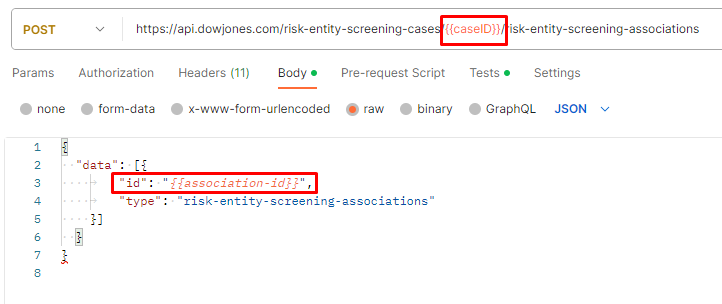 POST https://api.dowjones.com/risk-entity-screening-cases/{{caseID}}/risk-entity-screening-associations
Params Authorization Headers (11) Body Pre-request Script Tests Settings
none form-data x-www-form-urlencoded raw binary GraphQL JSON
1 {
2 "data": [{
3 "id": "{{association-id}}",
4 "type": "risk-entity-screening-associations"
5 }]
6 }
7 }
8